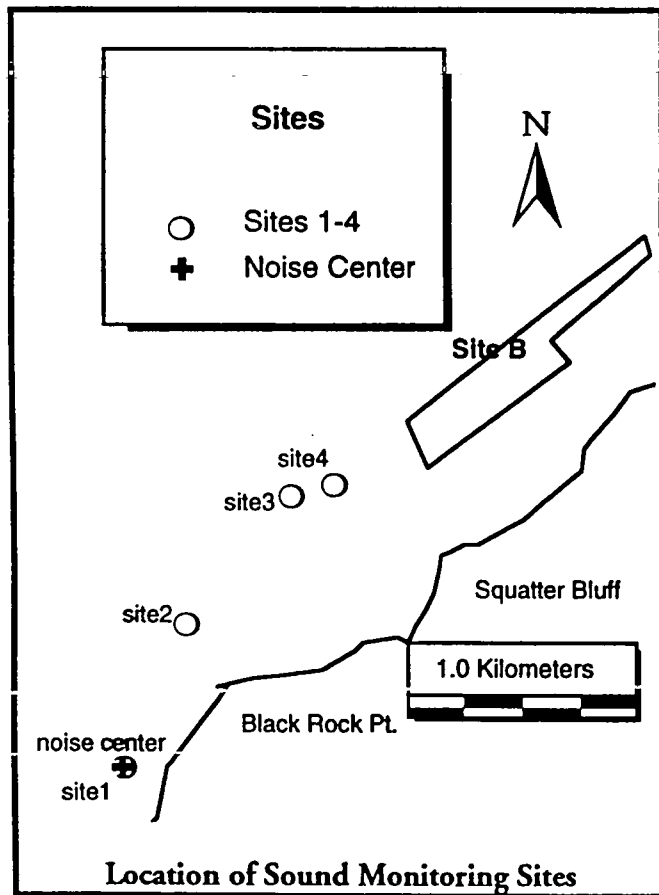 Sites
Sites 1-4
Noise Center
N
Site B
site4
site3
site2
Squatter Bluff
1.0 Kilometers
Black Rock Pt.
noise center
site1
Location of Sound Monitoring Sites